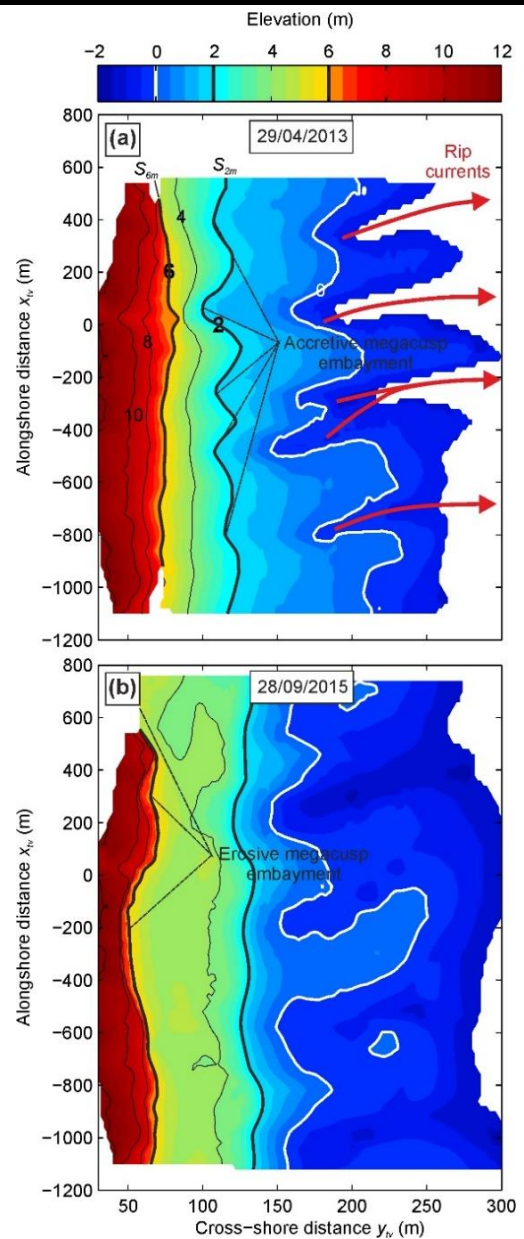 Elevation (m)
−2 0 2 4 6 8 10 12
800
(a)
29/04/2013
Rip
currents
600
S6m
S2m
400
4
200
6
0
0
2
8
Accretive megacusp
embayment
−200
10
−400
−600
−800
−1000
−1200
Alongshore distance xtv (m)
800
(b)
28/09/2015
600
400
200
Erosive megacusp
embayment
0
−200
−400
−600
−800
−1000
−1200
Alongshore distance xtv (m)
50 100 150 200 250 300
Cross−shore distance ytv (m)